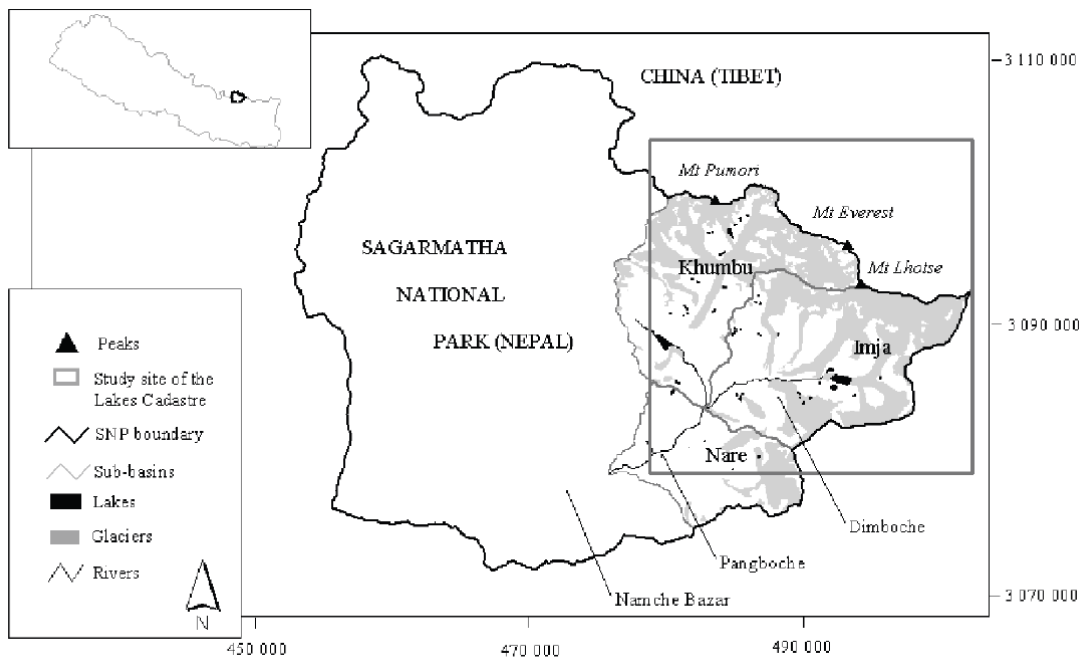 CHINA (TIBET)
3 110 000
Mt Pumori
Mt Everest
SAGARMATHA
Khumbu
Mt Lhotse
NATIONAL
3 090 000
PARK (NEPAL)
Imja
Peaks
Study site of the
Lakes Cadastre
SNP boundary
Sub-basins
Lakes
Glaciers
Rivers
N
Nare
Dimboche
Pangboche
Namche Bazar
3 070 000
450 000
470 000
490 000